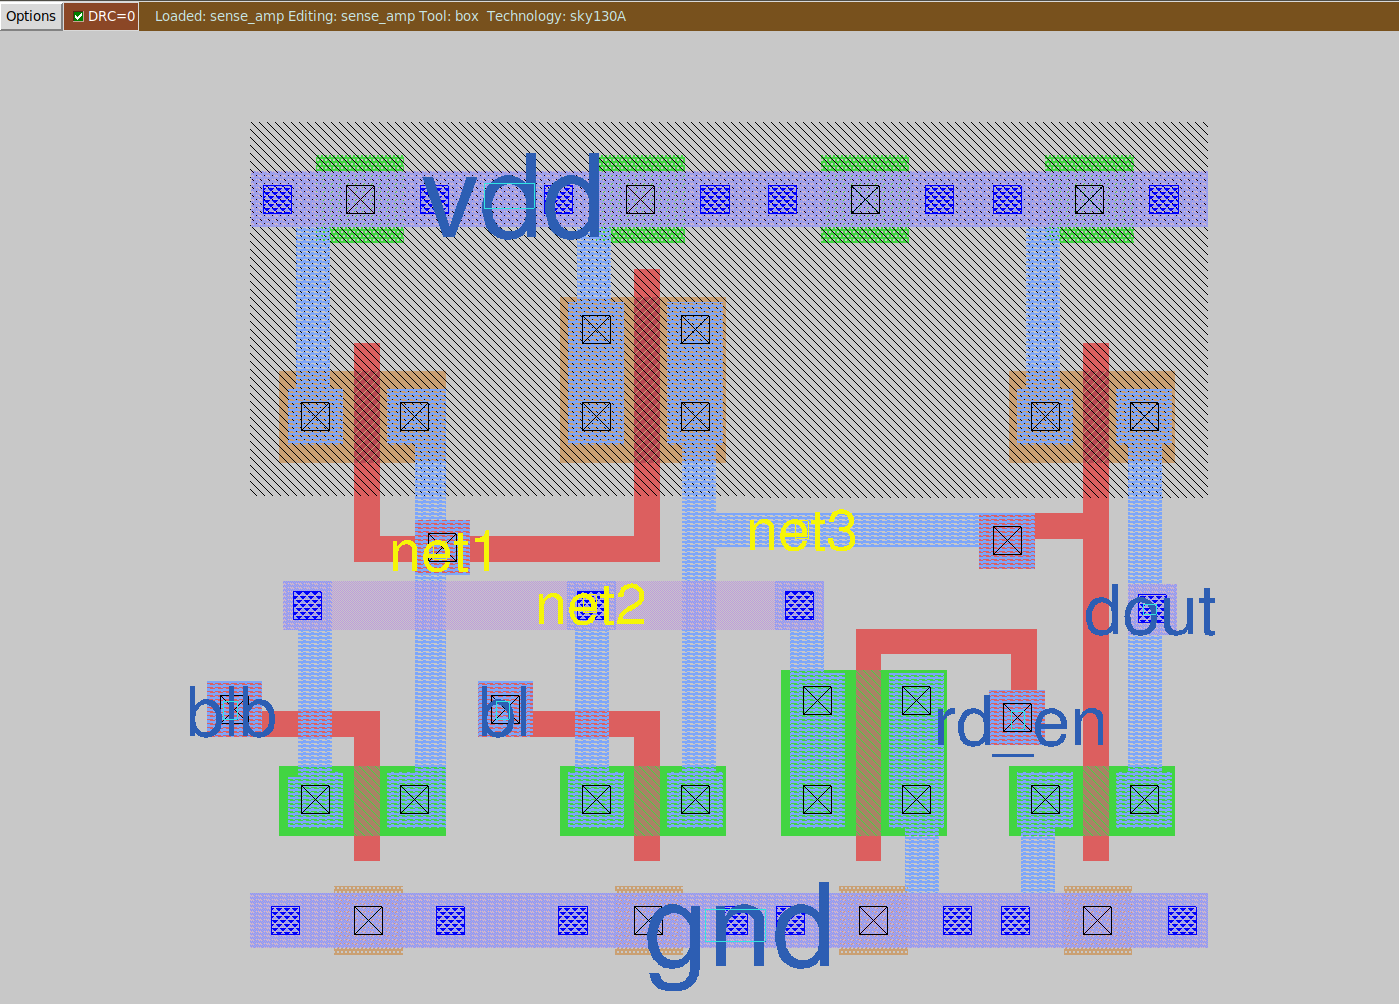 Options DRC=0 Loaded: sense_amp Editing: sense_amp Tool: box Technology: sky130A
vdd
net3
net1
net2
dout
blb
bl
rd_en
gnd